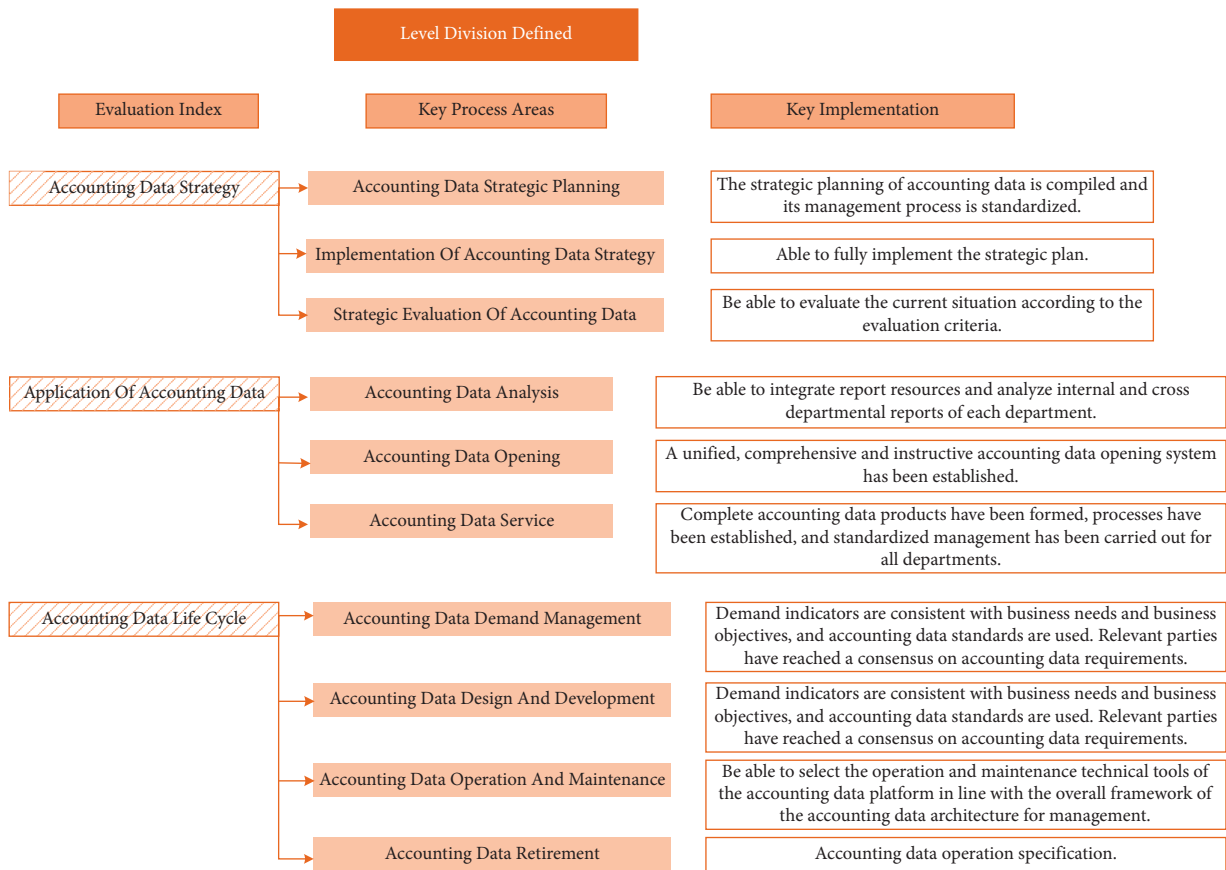 Level Division Defined
Evaluation Index
Key Process Areas
Key Implementation
Accounting Data Strategy
Accounting Data Strategic Planning
The strategic planning of accounting data is compiled and
its management process is standardized.
Implementation Of Accounting Data Strategy
Able to fully implement the strategic plan.
Strategic Evaluation Of Accounting Data
Be able to evaluate the current situation according to the
evaluation criteria.
Application Of Accounting Data
Accounting Data Analysis
Be able to integrate report resources and analyze internal and cross
departmental reports of each department.
Accounting Data Opening
A unified, comprehensive and instructive accounting data opening system
has been established.
Accounting Data Service
Complete accounting data products have been formed, processes have
been established, and standardized management has been carried out for
all departments.
Accounting Data Life Cycle
Accounting Data Demand Management
Demand indicators are consistent with business needs and business
objectives, and accounting data standards are used. Relevant parties
have reached a consensus on accounting data requirements.
Accounting Data Design And Development
Demand indicators are consistent with business needs and business
objectives, and accounting data standards are used. Relevant parties
have reached a consensus on accounting data requirements.
Accounting Data Operation And Maintenance
Be able to select the operation and maintenance technical tools of
the accounting data platform in line with the overall framework of
the accounting data architecture for management.
Accounting Data Retirement
Accounting data operation specification.